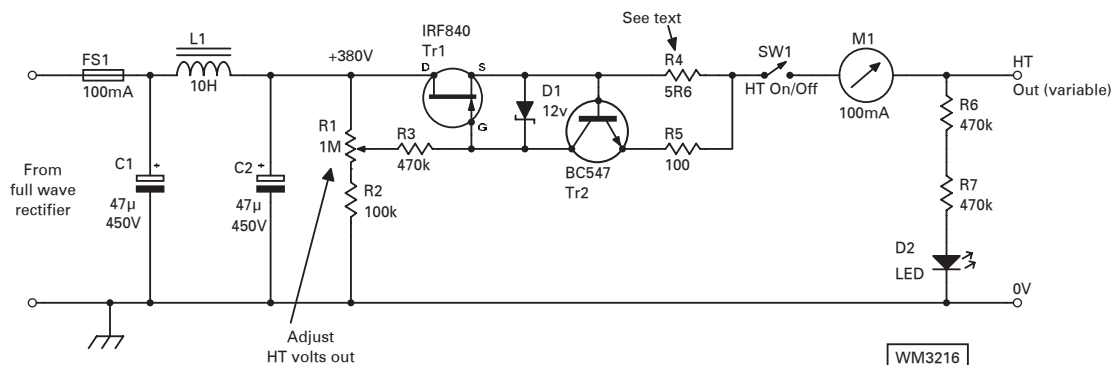 See text
IRF840
Tr1
L1
SW1
M1
HT
FS1
+380V
R4
D
S
10H
100mA
D1
5R6
HT On/Off
Out (variable)
12v
100mA
R6
470k
G
R1
1M
R3
R5
C1
+
C2
+
470k
100
From
full wave
rectifier
BC547
Tr2
R2
100k
R7
470k
47µ
450V
47µ
450V
D2
LED
0V
Adjust
HT volts out
WM3216